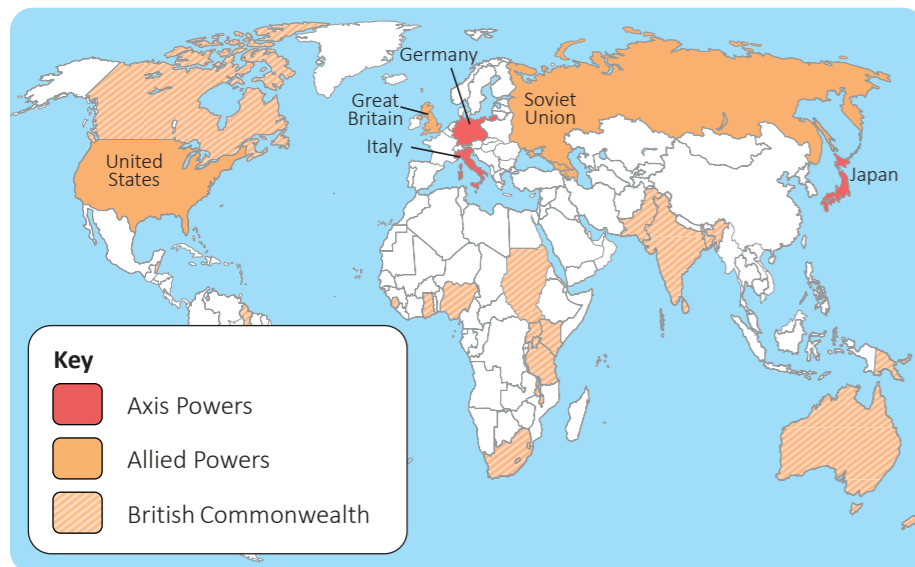 Germany
Great
Britain
Italy
Soviet
Union
United
States
Japan
Key
Axis Powers
Allied Powers
British Commonwealth